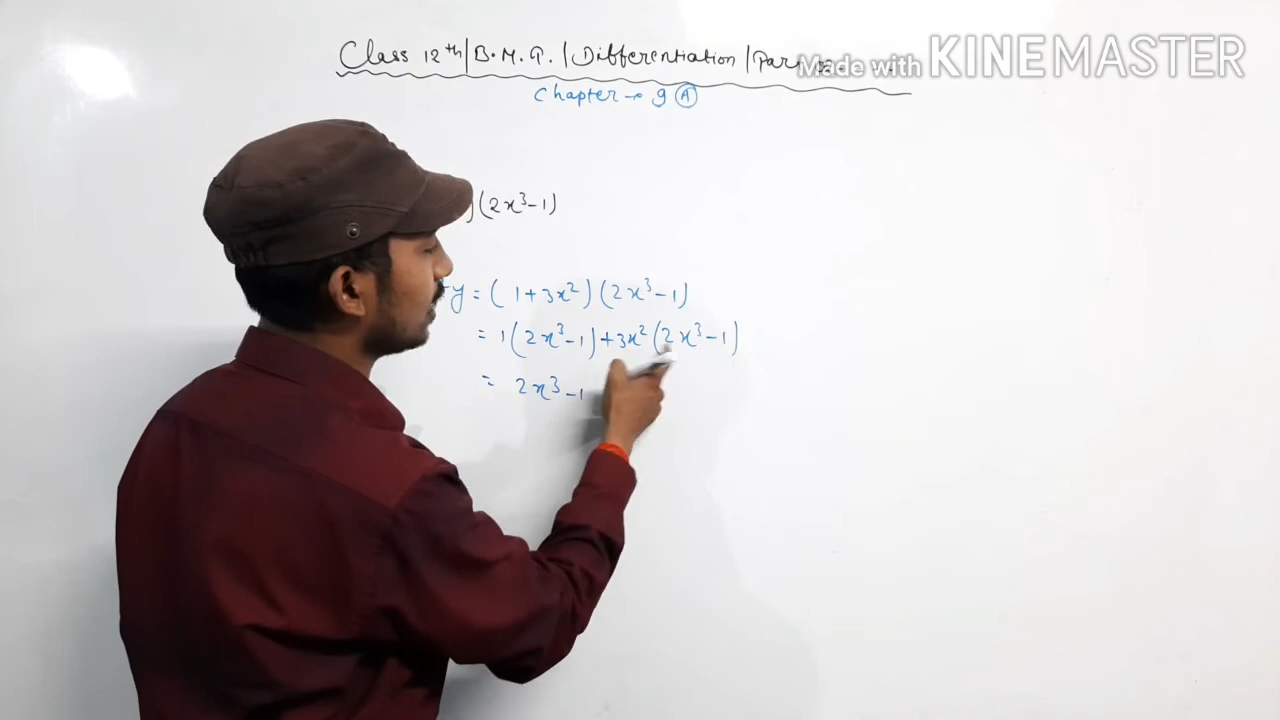 Class 12th/B.M.G./Differentiation/Part
Made with KINEMASTER
Chapter → 9 (A)
)(2x³-1)
y = (1+3x²)(2x³-1)
= 1(2x³-1)+3x²(2x³-1)
= 2x³-1